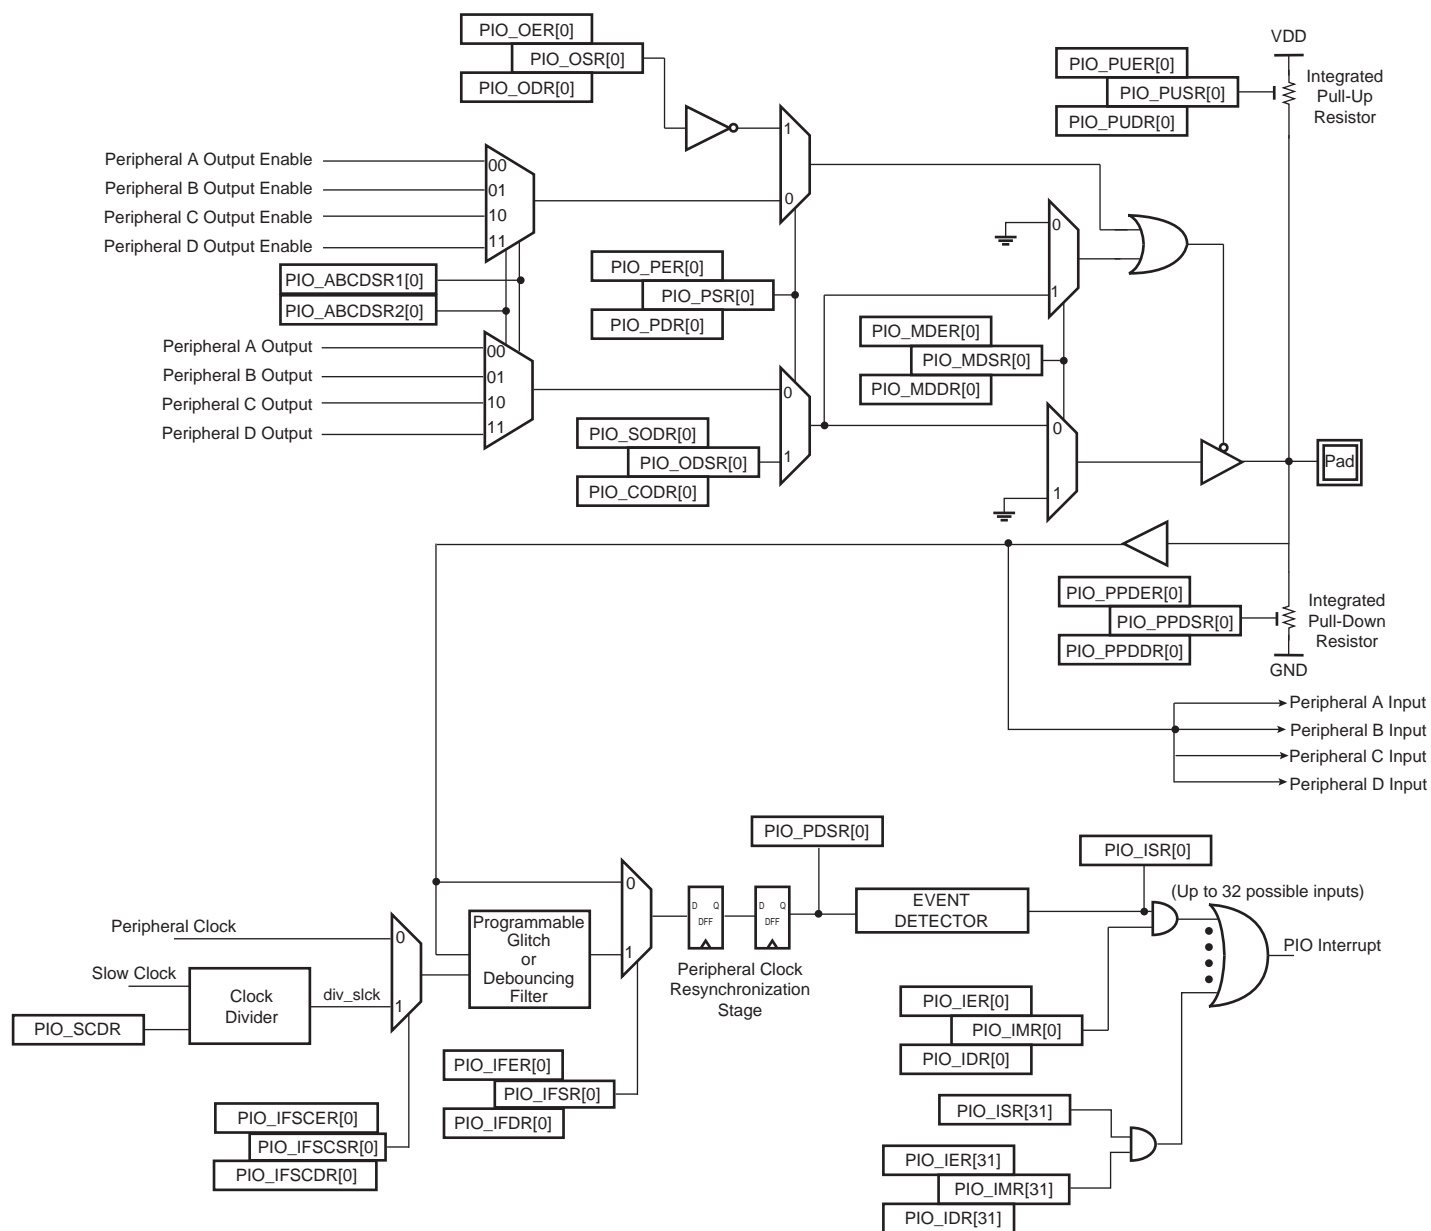 PIO_OER[0]
PIO_OSR[0]
PIO_ODR[0]
1
0
VDD
PIO_PUER[0]
PIO_PUSR[0]
PIO_PUDR[0]
Integrated
Pull-Up
Resistor
Peripheral A Output Enable
Peripheral B Output Enable
Peripheral C Output Enable
Peripheral D Output Enable
00
01
10
11
PIO_ABCDSR1[0]
PIO_ABCDSR2[0]
PIO_PER[0]
PIO_PSR[0]
PIO_PDR[0]
0
1
Peripheral A Output
Peripheral B Output
Peripheral C Output
Peripheral D Output
00
01
10
11
PIO_MDER[0]
PIO_MDSR[0]
PIO_MDDR[0]
0
1
PIO_SODR[0]
PIO_ODSR[0]
PIO_CODR[0]
0
1
Pad
PIO_PPDER[0]
PIO_PPDSR[0]
PIO_PPDDR[0]
Integrated
Pull-Down
Resistor
GND
Peripheral A Input
Peripheral B Input
Peripheral C Input
Peripheral D Input
PIO_PDSR[0]
PIO_ISR[0]
(Up to 32 possible inputs)
EVENT
DETECTOR
PIO Interrupt
0
1
D Q
DFF
D Q
DFF
Peripheral Clock
Resynchronization
Stage
Programmable
Glitch
or
Debouncing
Filter
Peripheral Clock
Slow Clock
Clock
Divider
div_slck
0
1
PIO_SCDR
PIO_IER[0]
PIO_IMR[0]
PIO_IDR[0]
PIO_IFER[0]
PIO_IFSR[0]
PIO_IFDR[0]
PIO_IFSCER[0]
PIO_IFSCSR[0]
PIO_IFSCDR[0]
PIO_ISR[31]
PIO_IER[31]
PIO_IMR[31]
PIO_IDR[31]